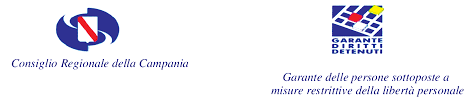 GARANTE
DIRITTI
DETENUTI
Consiglio Regionale della Campania
Garante delle persone sottoposte a
misure restrittive della libertà personale